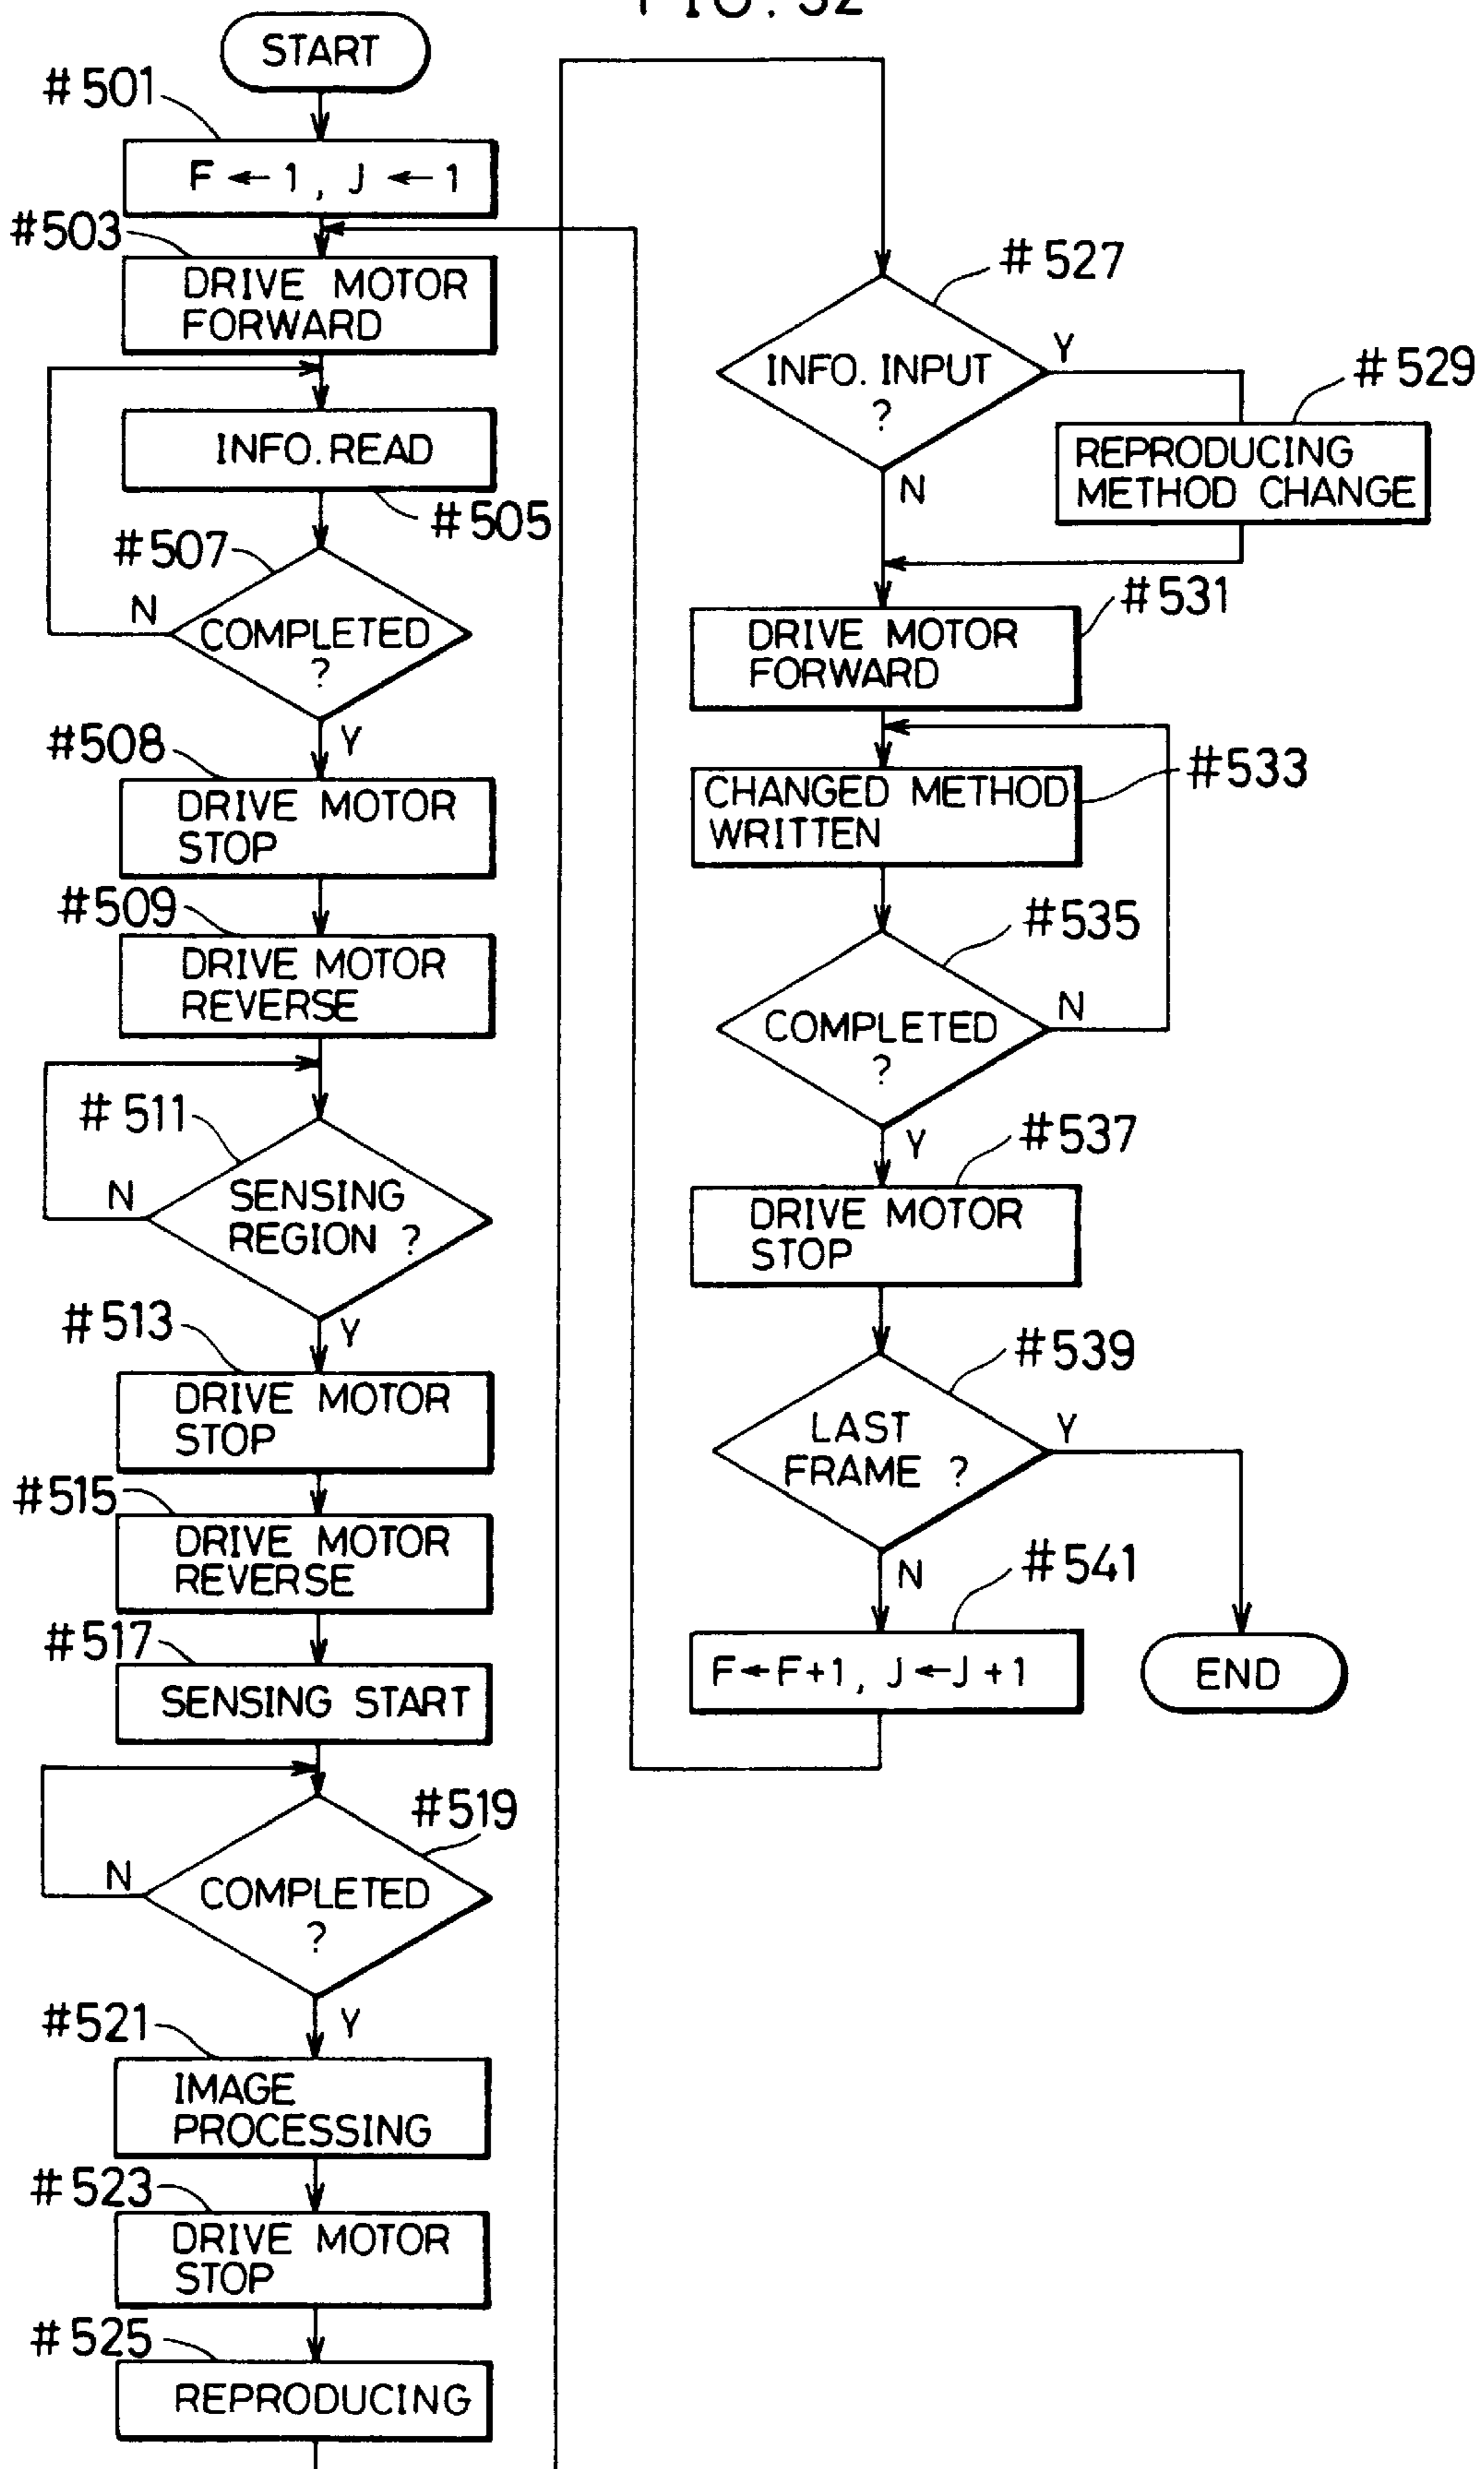 FIG. 32
START
#501
F ← 1, J ← 1
#503
DRIVE MOTOR
FORWARD
INFO. READ
#505
#507
N
COMPLETED
?
Y
#508
DRIVE MOTOR
STOP
#509
DRIVE MOTOR
REVERSE
#511
N
SENSING
REGION ?
Y
#513
DRIVE MOTOR
STOP
#515
DRIVE MOTOR
REVERSE
#517
SENSING START
#519
N
COMPLETED
?
Y
#521
IMAGE
PROCESSING
#523
DRIVE MOTOR
STOP
#525
REPRODUCING
#527
INFO. INPUT
?
Y
N
#529
REPRODUCING
METHOD CHANGE
#531
DRIVE MOTOR
FORWARD
#533
CHANGED METHOD
WRITTEN
#535
COMPLETED
?
N
Y
#537
DRIVE MOTOR
STOP
#539
LAST
FRAME ?
Y
N
#541
F←F+1, J←J+1
END